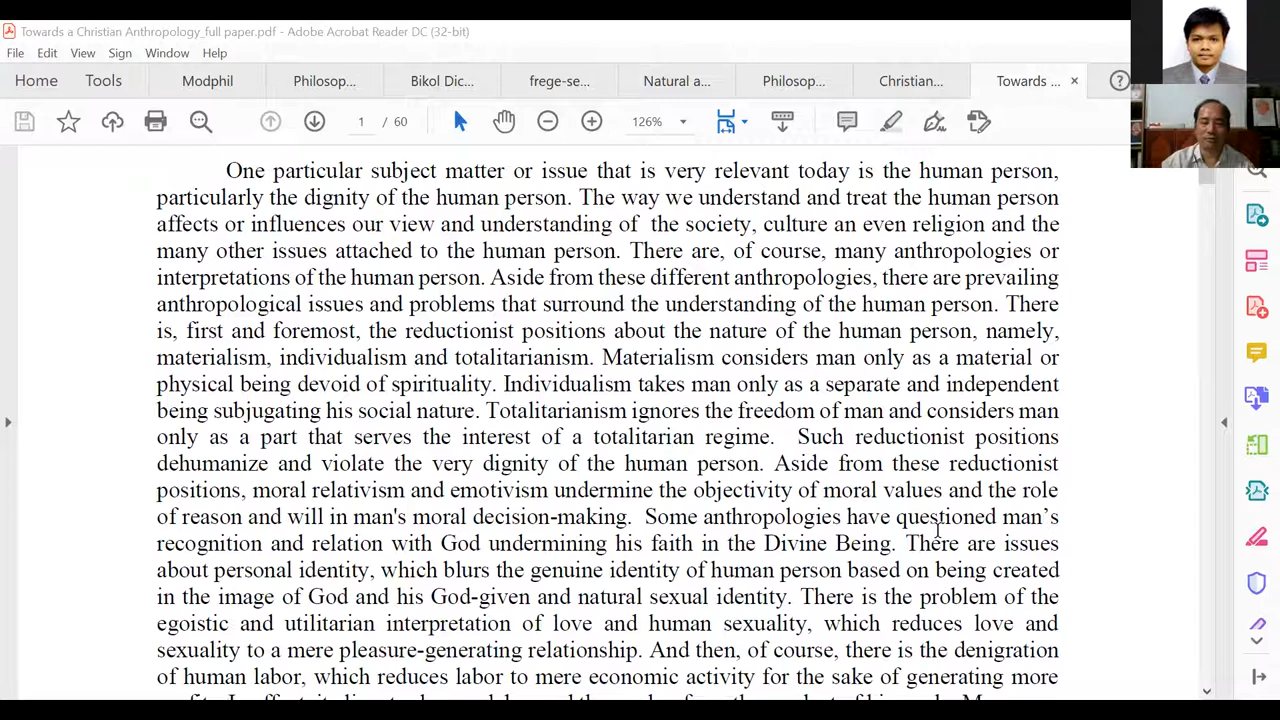 Towards a Christian Anthropology_full paper.pdf - Adobe Acrobat Reader DC (32-bit)
File Edit View Sign Window Help
Home Tools Modphil Philosop... Bikol Dic... frege-se... Natural a... Philosop... Christian... Towards ...
1 / 60 126%
One particular subject matter or issue that is very relevant today is the human person,
particularly the dignity of the human person. The way we understand and treat the human person
affects or influences our view and understanding of the society, culture an even religion and the
many other issues attached to the human person. There are, of course, many anthropologies or
interpretations of the human person. Aside from these different anthropologies, there are prevailing
anthropological issues and problems that surround the understanding of the human person. There
is, first and foremost, the reductionist positions about the nature of the human person, namely,
materialism, individualism and totalitarianism. Materialism considers man only as a material or
physical being devoid of spirituality. Individualism takes man only as a separate and independent
being subjugating his social nature. Totalitarianism ignores the freedom of man and considers man
only as a part that serves the interest of a totalitarian regime. Such reductionist positions
dehumanize and violate the very dignity of the human person. Aside from these reductionist
positions, moral relativism and emotivism undermine the objectivity of moral values and the role
of reason and will in man's moral decision-making. Some anthropologies have questioned man’s
recognition and relation with God undermining his faith in the Divine Being. There are issues
about personal identity, which blurs the genuine identity of human person based on being created
in the image of God and his God-given and natural sexual identity. There is the problem of the
egoistic and utilitarian interpretation of love and human sexuality, which reduces love and
sexuality to a mere pleasure-generating relationship. And then, of course, there is the denigration
of human labor, which reduces labor to mere economic activity for the sake of generating more